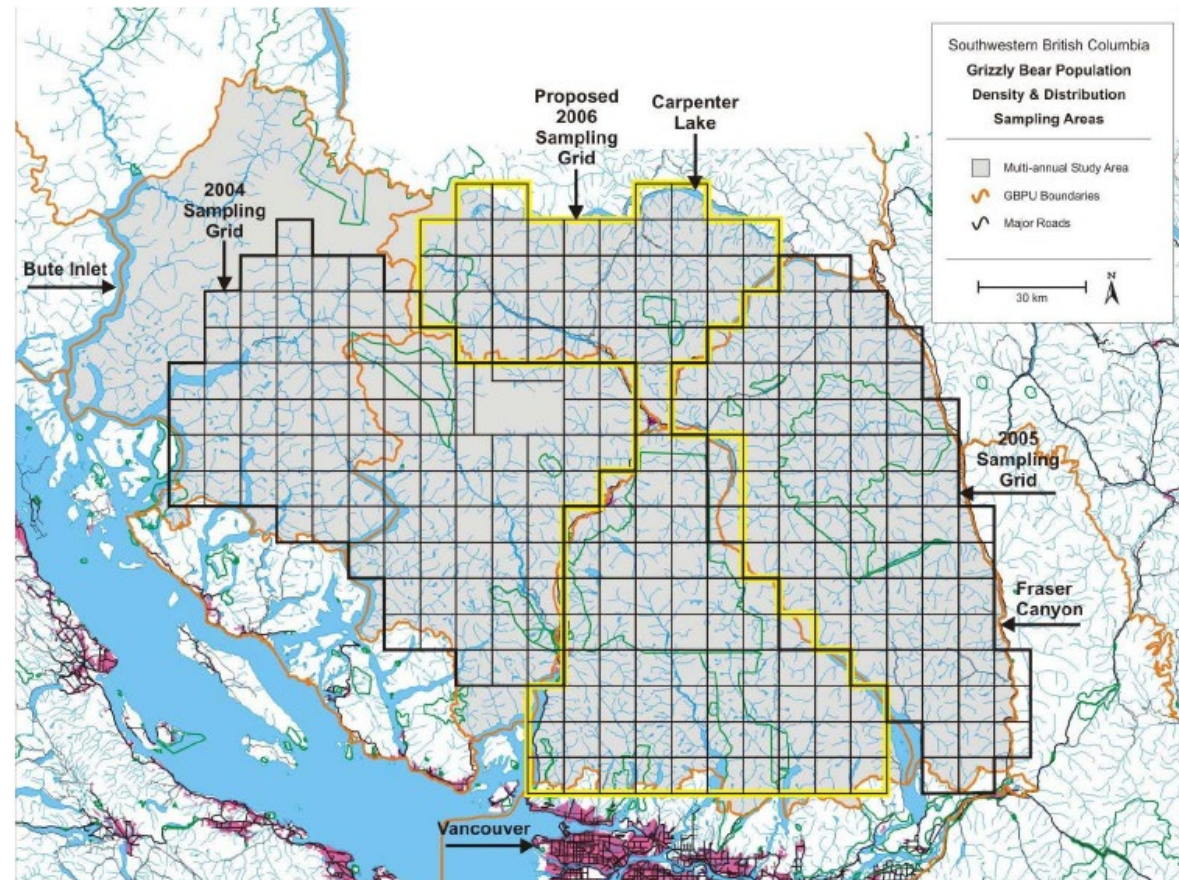 Southwestern British Columbia
Grizzly Bear Population
Density & Distribution
Sampling Areas
Multi-annual Study Area
GBPU Boundaries
Major Roads
30 km
N
Proposed
2006
Sampling
Grid
Carpenter
Lake
2004
Sampling
Grid
Bute Inlet
2005
Sampling
Grid
Fraser
Canyon
Vancouver